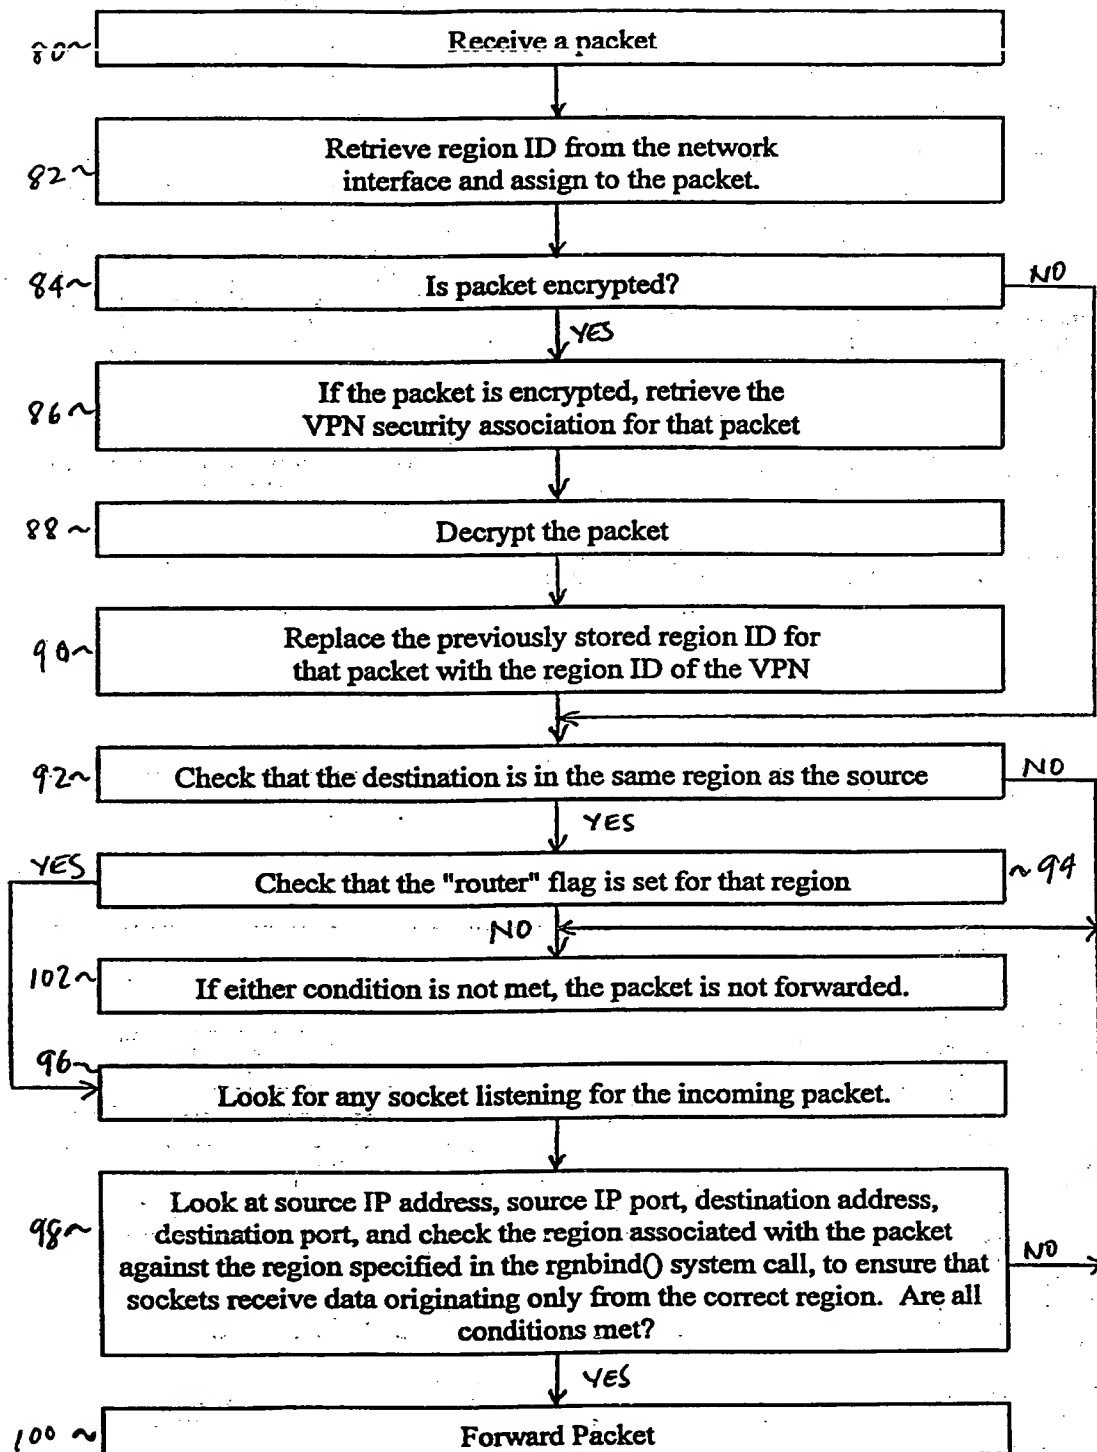 80~
Receive a packet
82~
Retrieve region ID from the network
interface and assign to the packet.
84~
Is packet encrypted?
NO
YES
86~
If the packet is encrypted, retrieve the
VPN security association for that packet
88~
Decrypt the packet
90~
Replace the previously stored region ID for
that packet with the region ID of the VPN
92~
Check that the destination is in the same region as the source
NO
YES
YES
Check that the "router" flag is set for that region
~94
NO
102~
If either condition is not met, the packet is not forwarded.
96~
Look for any socket listening for the incoming packet.
98~
Look at source IP address, source IP port, destination address,
destination port, and check the region associated with the packet
against the region specified in the rgnbind() system call, to ensure that
sockets receive data originating only from the correct region. Are all
conditions met?
NO
YES
100~
Forward Packet